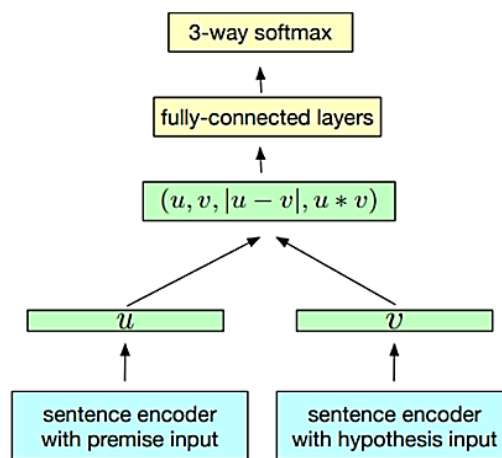 3-way softmax
fully-connected layers
(u, v, |u − v|, u ∗ v)
u
v
sentence encoder
with premise input
sentence encoder
with hypothesis input